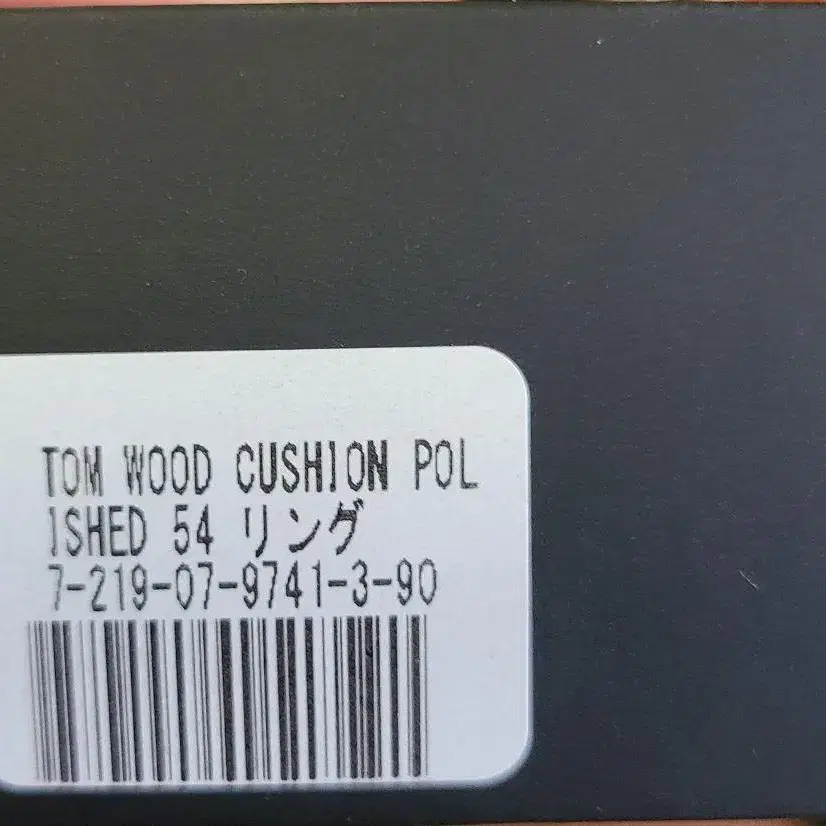 TOM WOOD CUSHION POL
ISHED 54 リング
7-219-07-9741-3-90